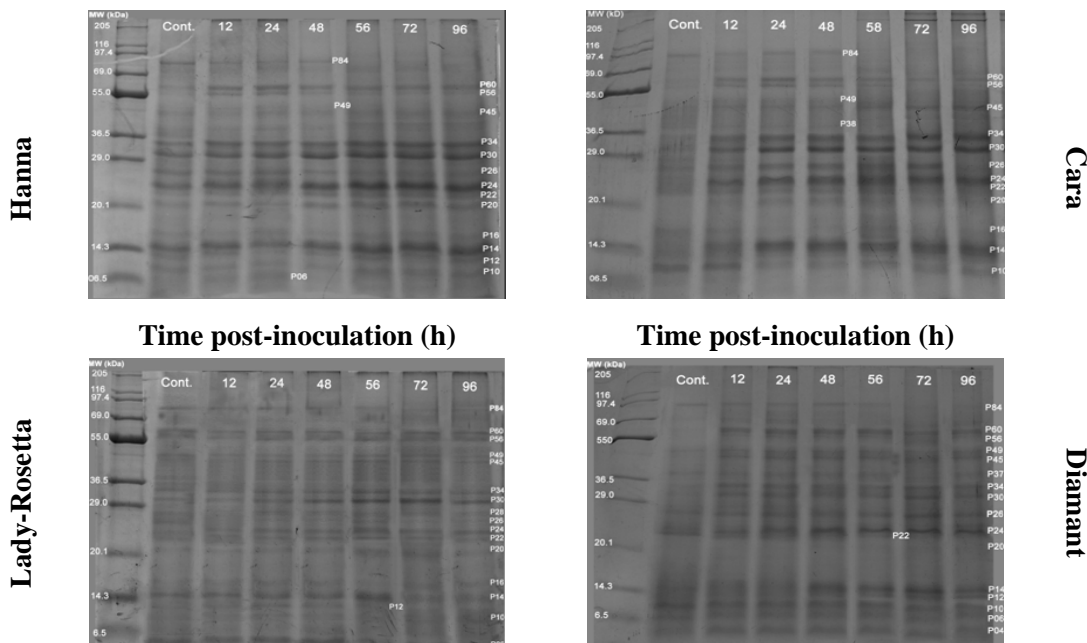 MW (kDa)
205
116
97.4
69.0
55.0
36.5
29.0
20.1
14.3
06.5
Cont. 12 24 48 56 72 96
P84
P60
P56
P49
P45
P34
P30
P26
P24
P22
P20
P16
P14
P12
P10
P06
Hanna
MW (kD)
205
116
97.4
69.0
55.0
36.5
29.0
20.1
14.3
06.5
Cont. 12 24 48 58 72 96
P84
P60
P56
P49
P45
P38
P34
P30
P26
P24
P22
P20
P16
P14
P10
Cara
Time post-inoculation (h)
Time post-inoculation (h)
MW (kDa)
205
116
97.4
69.0
55.0
36.5
29.0
20.1
14.3
6.5
Cont. 12 24 48 56 72 96
P84
P60
P56
P49
P45
P34
P30
P28
P26
P24
P22
P20
P16
P14
P12
P10
Lady-Rosetta
MW (kDa)
205
116
97.4
69.0
550
36.5
29.0
20.1
14.3
6.5
Cont. 12 24 48 56 72 96
P84
P60
P56
P49
P45
P37
P34
P30
P26
P24
P22
P20
P14
P12
P10
P06
P04
Diamant